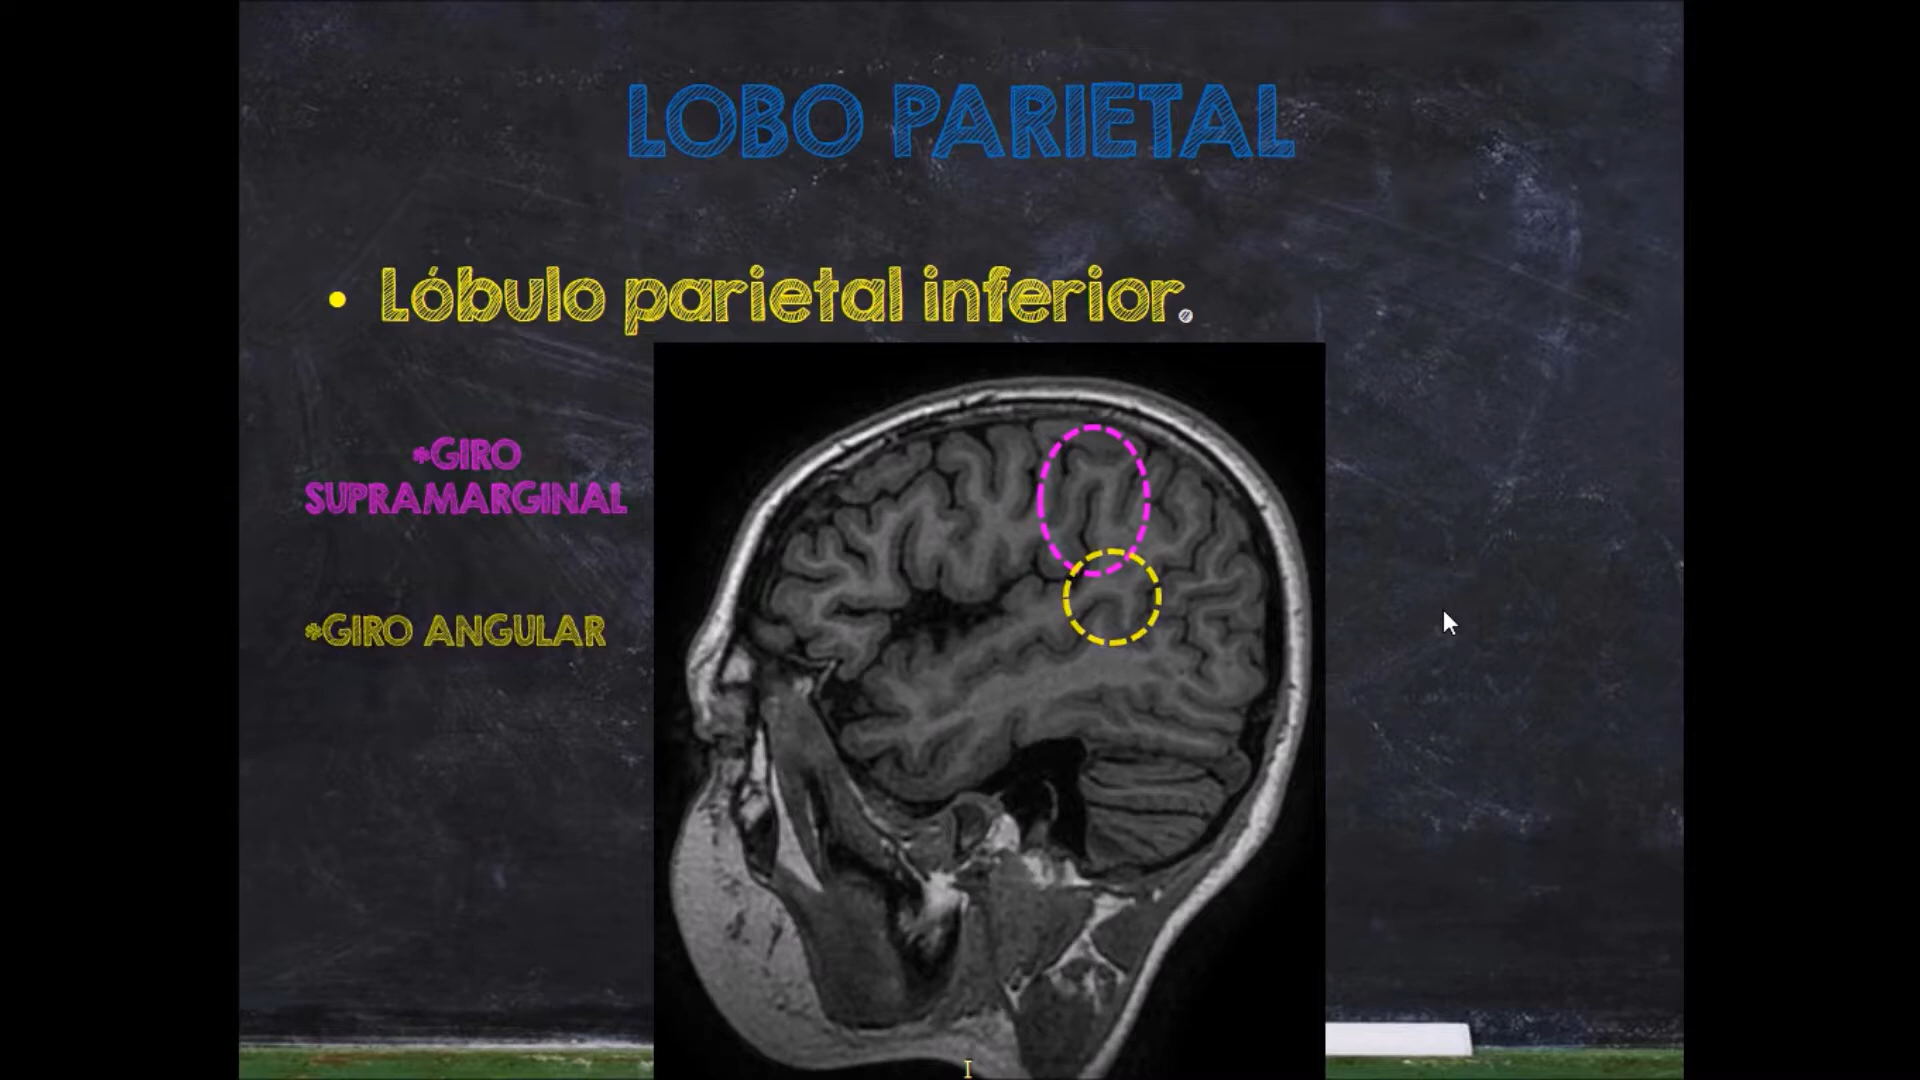 LOBO PARIETAL
• Lóbulo parietal inferior.
*GIRO
SUPRAMARGINAL
*GIRO ANGULAR